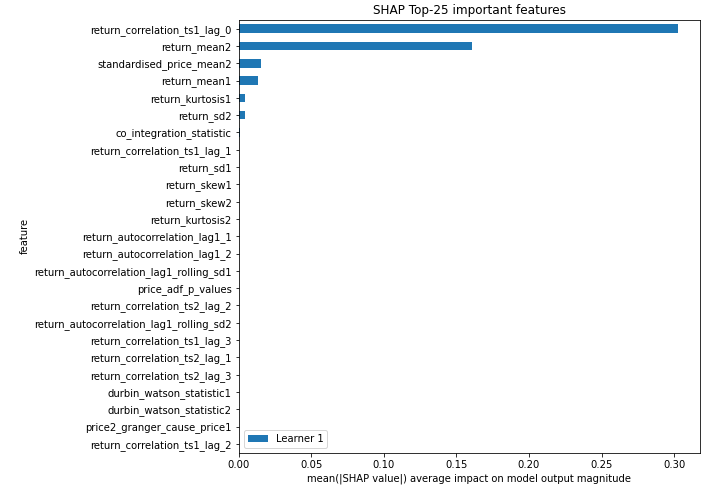 SHAP Top-25 important features
return_correlation_ts1_lag_0
return_mean2
standardised_price_mean2
return_mean1
return_kurtosis1
return_sd2
co_integration_statistic
return_correlation_ts1_lag_1
return_sd1
return_skew1
return_skew2
return_kurtosis2
return_autocorrelation_lag1_1
return_autocorrelation_lag1_2
return_autocorrelation_lag1_rolling_sd1
price_adf_p_values
return_correlation_ts2_lag_2
return_autocorrelation_lag1_rolling_sd2
return_correlation_ts1_lag_3
return_correlation_ts2_lag_1
return_correlation_ts2_lag_3
durbin_watson_statistic1
durbin_watson_statistic2
price2_granger_cause_price1
return_correlation_ts1_lag_2
feature
Learner 1
0.00 0.05 0.10 0.15 0.20 0.25 0.30
mean(|SHAP value|) average impact on model output magnitude